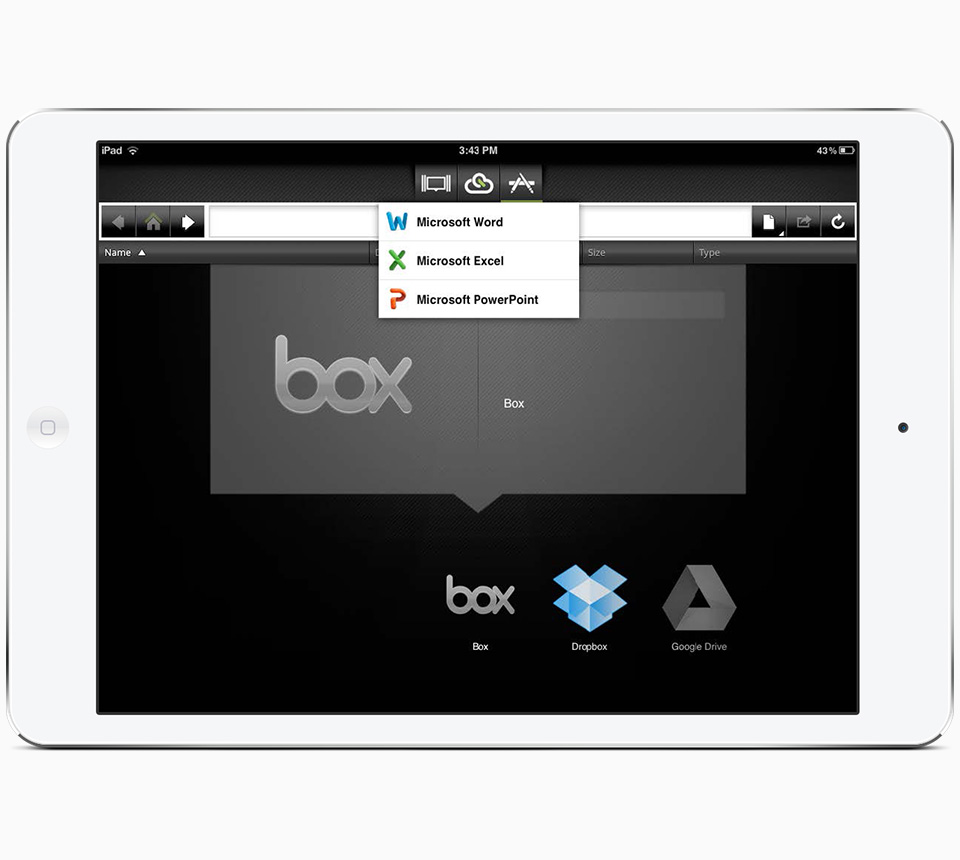 iPad 3:43 PM 43%
Microsoft Word
Microsoft Excel
Microsoft PowerPoint
Name Size Type
box
Box
box
Box Dropbox Google Drive